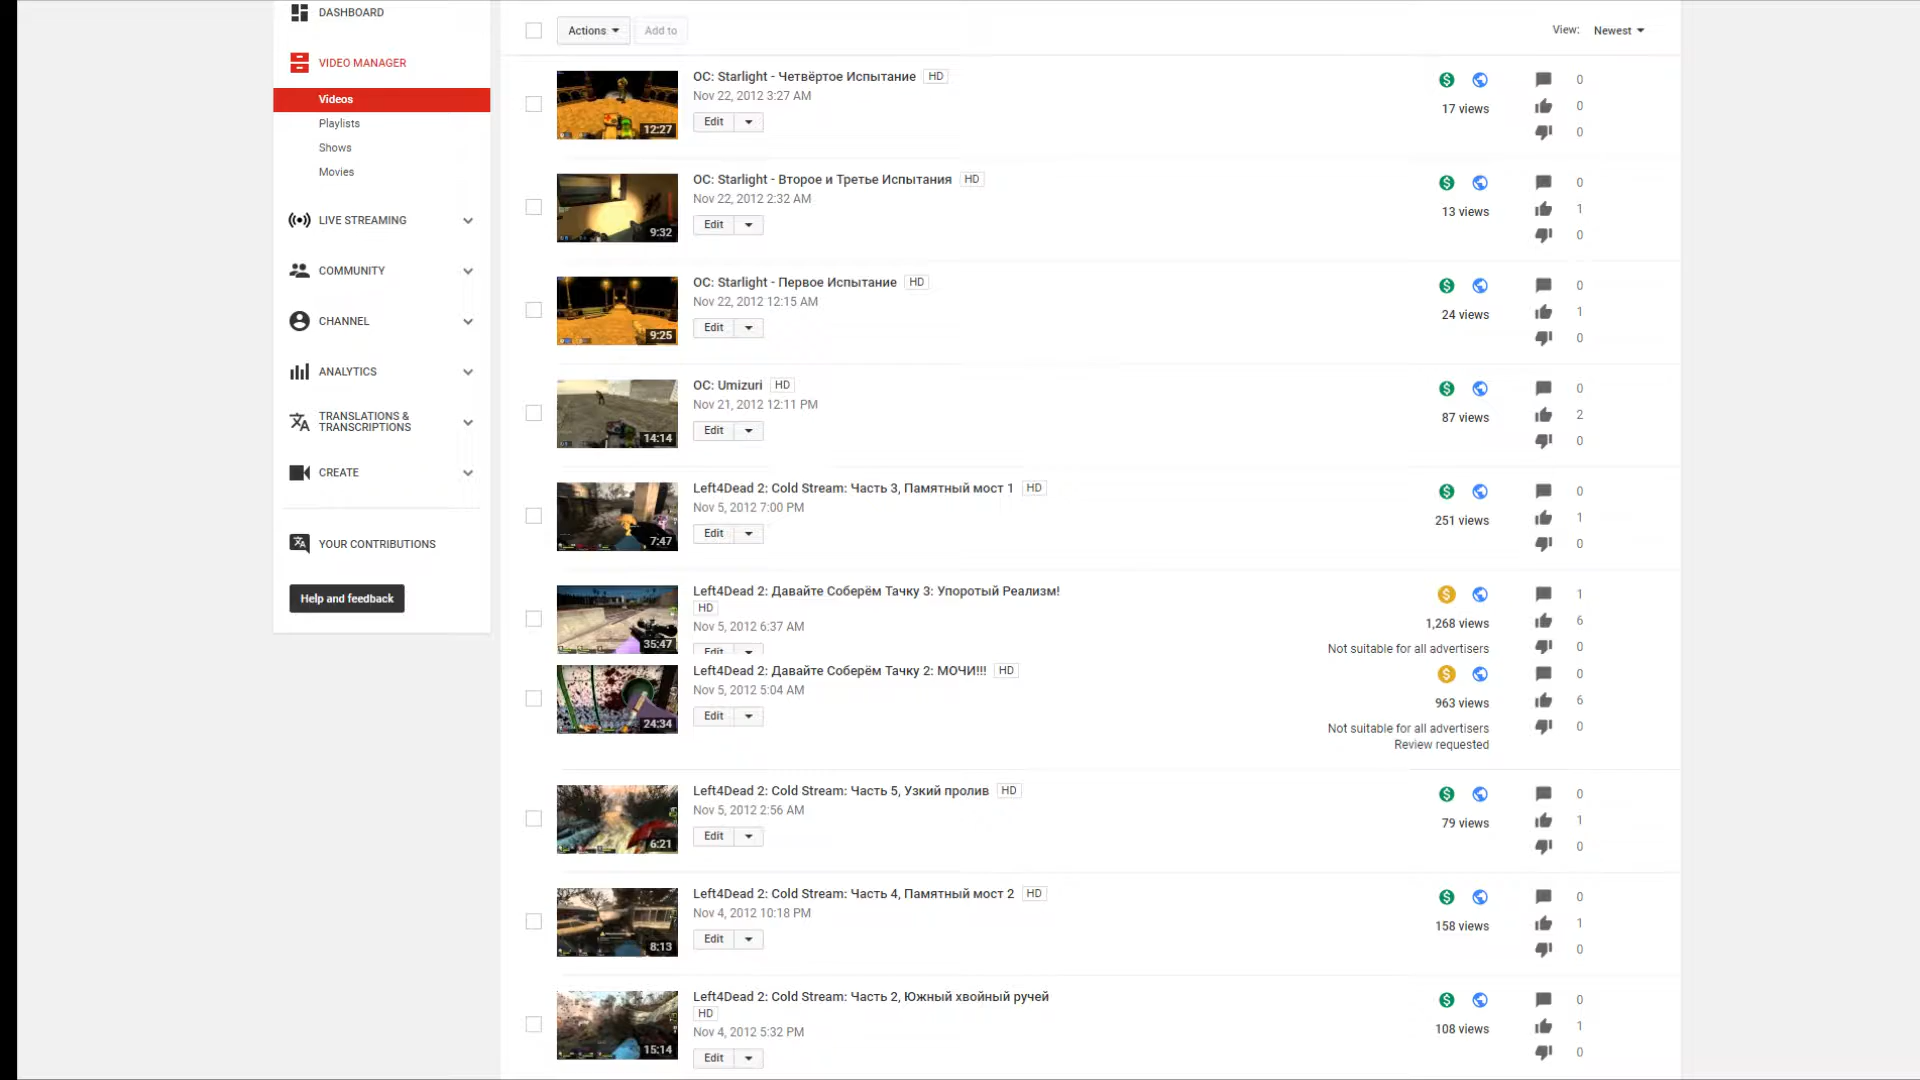 DASHBOARD
VIDEO MANAGER
Videos
Playlists
Shows
Movies
LIVE STREAMING
COMMUNITY
CHANNEL
ANALYTICS
TRANSLATIONS &
TRANSCRIPTIONS
CREATE
YOUR CONTRIBUTIONS
Help and feedback
Actions Add to View: Newest
12:27
OC: Starlight - Четвёртое Испытание HD
Nov 22, 2012 3:27 AM
Edit
17 views
0
0
0
9:32
OC: Starlight - Второе и Третье Испытания HD
Nov 22, 2012 2:32 AM
Edit
13 views
0
1
0
9:25
OC: Starlight - Первое Испытание HD
Nov 22, 2012 12:15 AM
Edit
24 views
0
1
0
14:14
OC: Umizuri HD
Nov 21, 2012 12:11 PM
Edit
87 views
0
2
0
7:47
Left4Dead 2: Cold Stream: Часть 3, Памятный мост 1 HD
Nov 5, 2012 7:00 PM
Edit
251 views
0
1
0
35:47
Left4Dead 2: Давайте Соберём Тачку 3: Упоротый Реализм!
HD
Nov 5, 2012 6:37 AM
Edit
1,268 views
Not suitable for all advertisers
1
6
0
24:34
Left4Dead 2: Давайте Соберём Тачку 2: МОЧИ!!! HD
Nov 5, 2012 5:04 AM
Edit
963 views
Not suitable for all advertisers
Review requested
0
6
0
6:21
Left4Dead 2: Cold Stream: Часть 5, Узкий пролив HD
Nov 5, 2012 2:56 AM
Edit
79 views
0
1
0
8:13
Left4Dead 2: Cold Stream: Часть 4, Памятный мост 2 HD
Nov 4, 2012 10:18 PM
Edit
158 views
0
1
0
15:14
Left4Dead 2: Cold Stream: Часть 2, Южный хвойный ручей
HD
Nov 4, 2012 5:32 PM
Edit
108 views
0
1
0